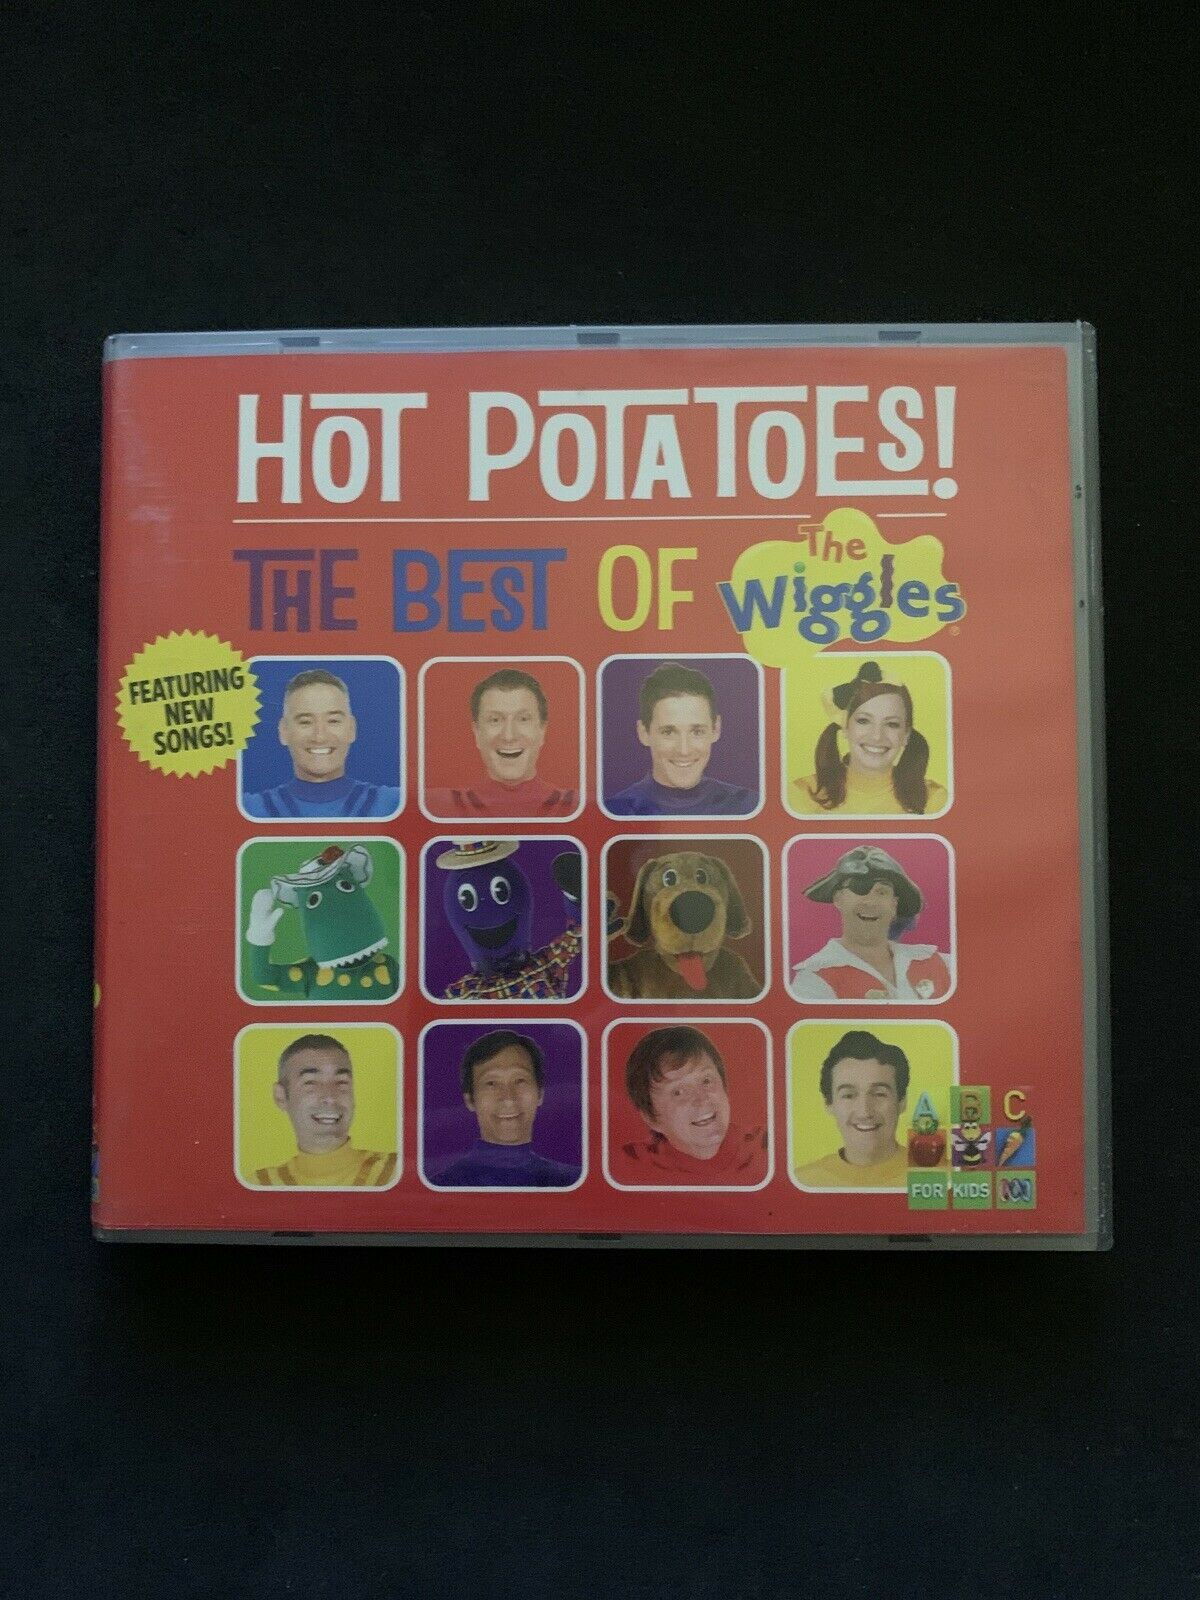 HOT POTATOES!
THE BEST OF The Wiggles®
FEATURING
NEW
SONGS!
A B C
FOR KIDS